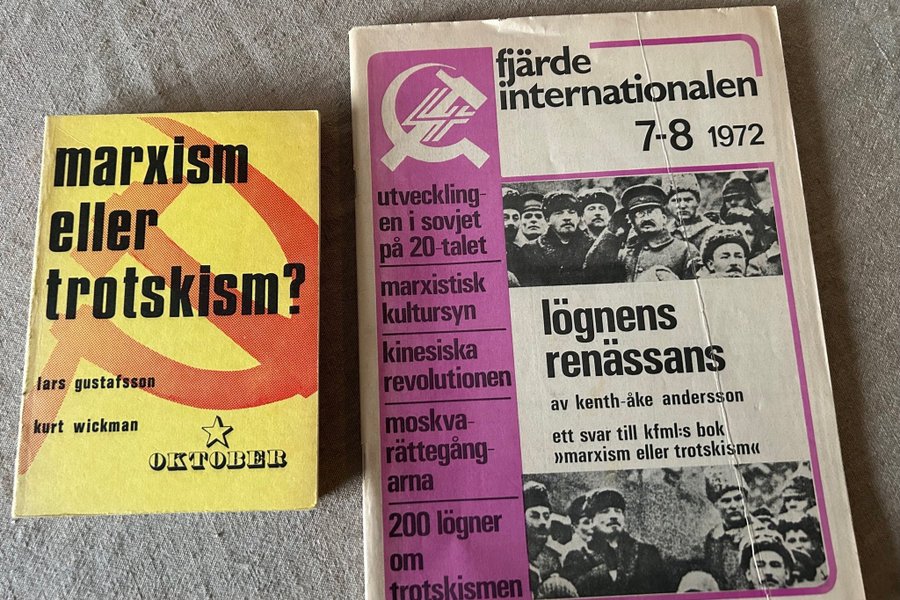 marxism
eller
trotskism?
lars gustafsson
kurt wickman
OKTOBER
fjärde
internationalen
7-8 1972
utveckling-
en i sovjet
på 20-talet
marxistisk
kultursyn
kinesiska
revolutionen
moskva-
rättegång-
arna
200 lögner
om
trotskismen
lögnens
renässans
av kenth-åke andersson
ett svar till kfml:s bok
»marxism eller trotskism«